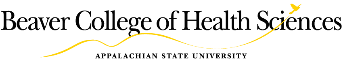 Beaver College of Health Sciences
APPALACHIAN STATE UNIVERSITY